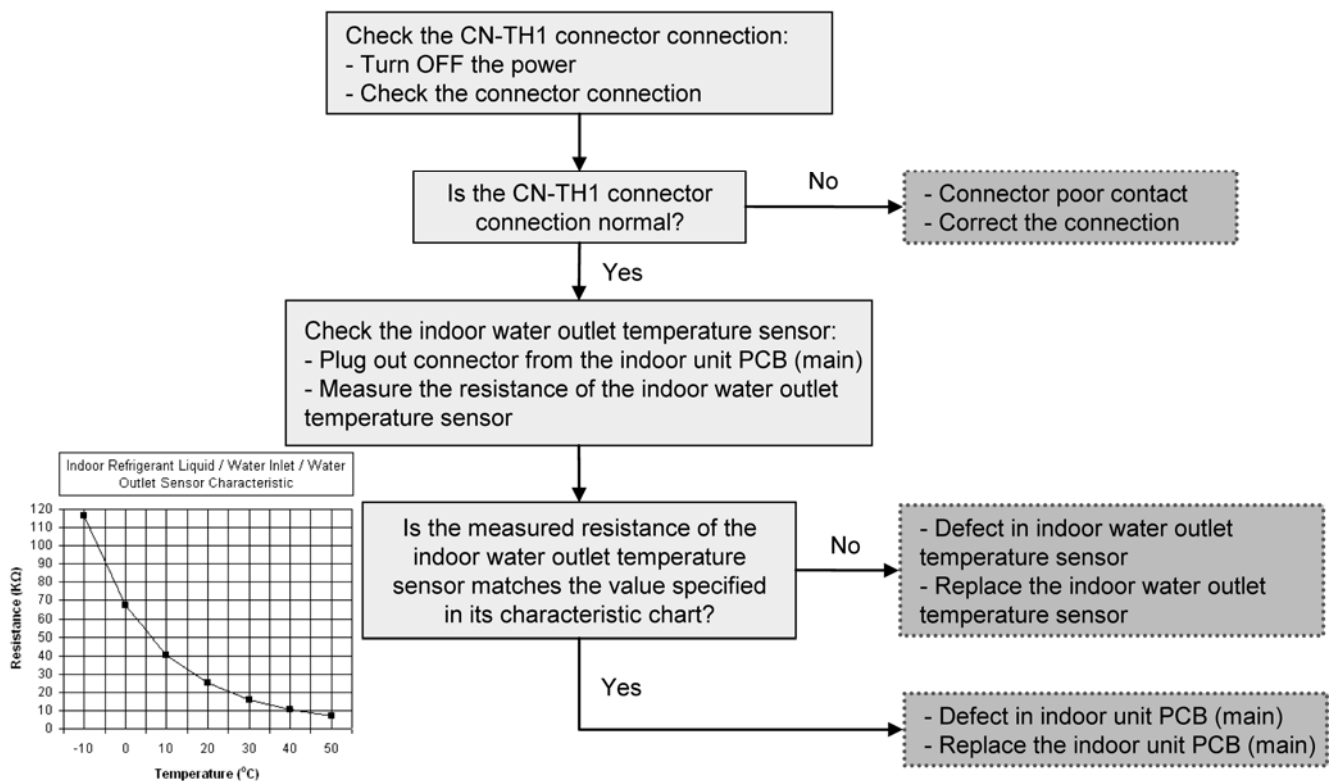 Check the CN-TH1 connector connection:
- Turn OFF the power
- Check the connector connection
Is the CN-TH1 connector
connection normal?
No
- Connector poor contact
- Correct the connection
Yes
Check the indoor water outlet temperature sensor:
- Plug out connector from the indoor unit PCB (main)
- Measure the resistance of the indoor water outlet
temperature sensor
Indoor Refrigerant Liquid / Water Inlet / Water
Outlet Sensor Characteristic
Resistance (KΩ)
120
110
100
90
80
70
60
50
40
30
20
10
0
-10 0 10 20 30 40 50
Temperature (°C)
Is the measured resistance of the
indoor water outlet temperature
sensor matches the value specified
in its characteristic chart?
No
- Defect in indoor water outlet
temperature sensor
- Replace the indoor water outlet
temperature sensor
Yes
- Defect in indoor unit PCB (main)
- Replace the indoor unit PCB (main)